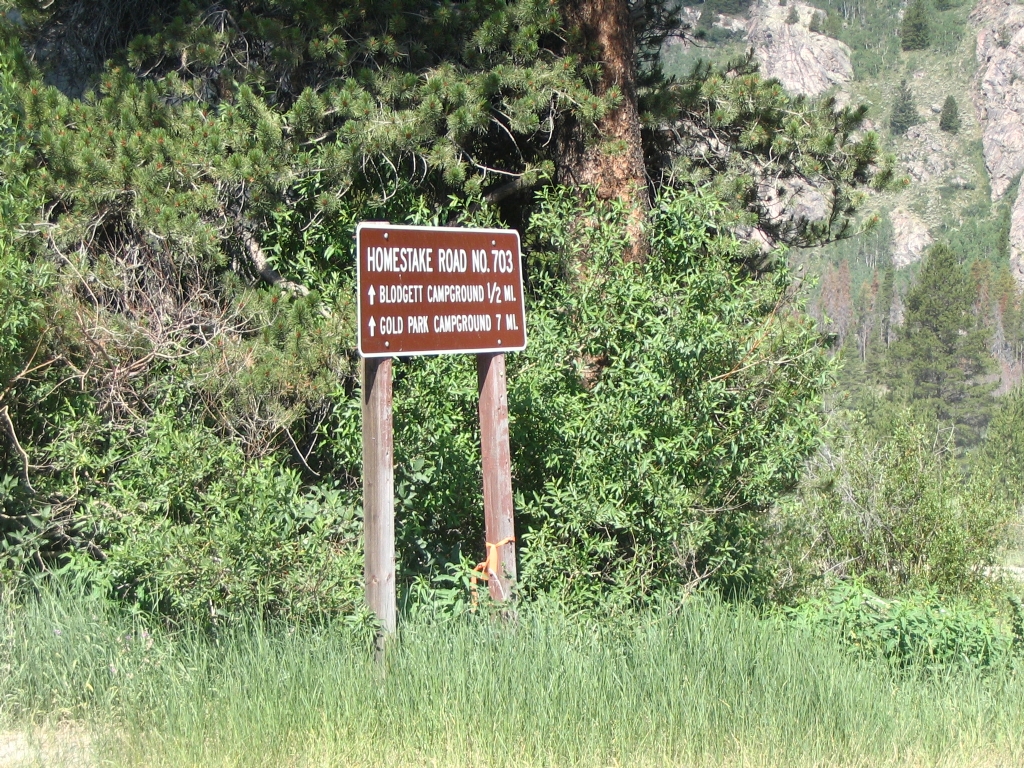 HOMESTAKE ROAD NO. 703
↑ BLODGETT CAMPGROUND 1/2 MI.
↑ GOLD PARK CAMPGROUND 7 MI.